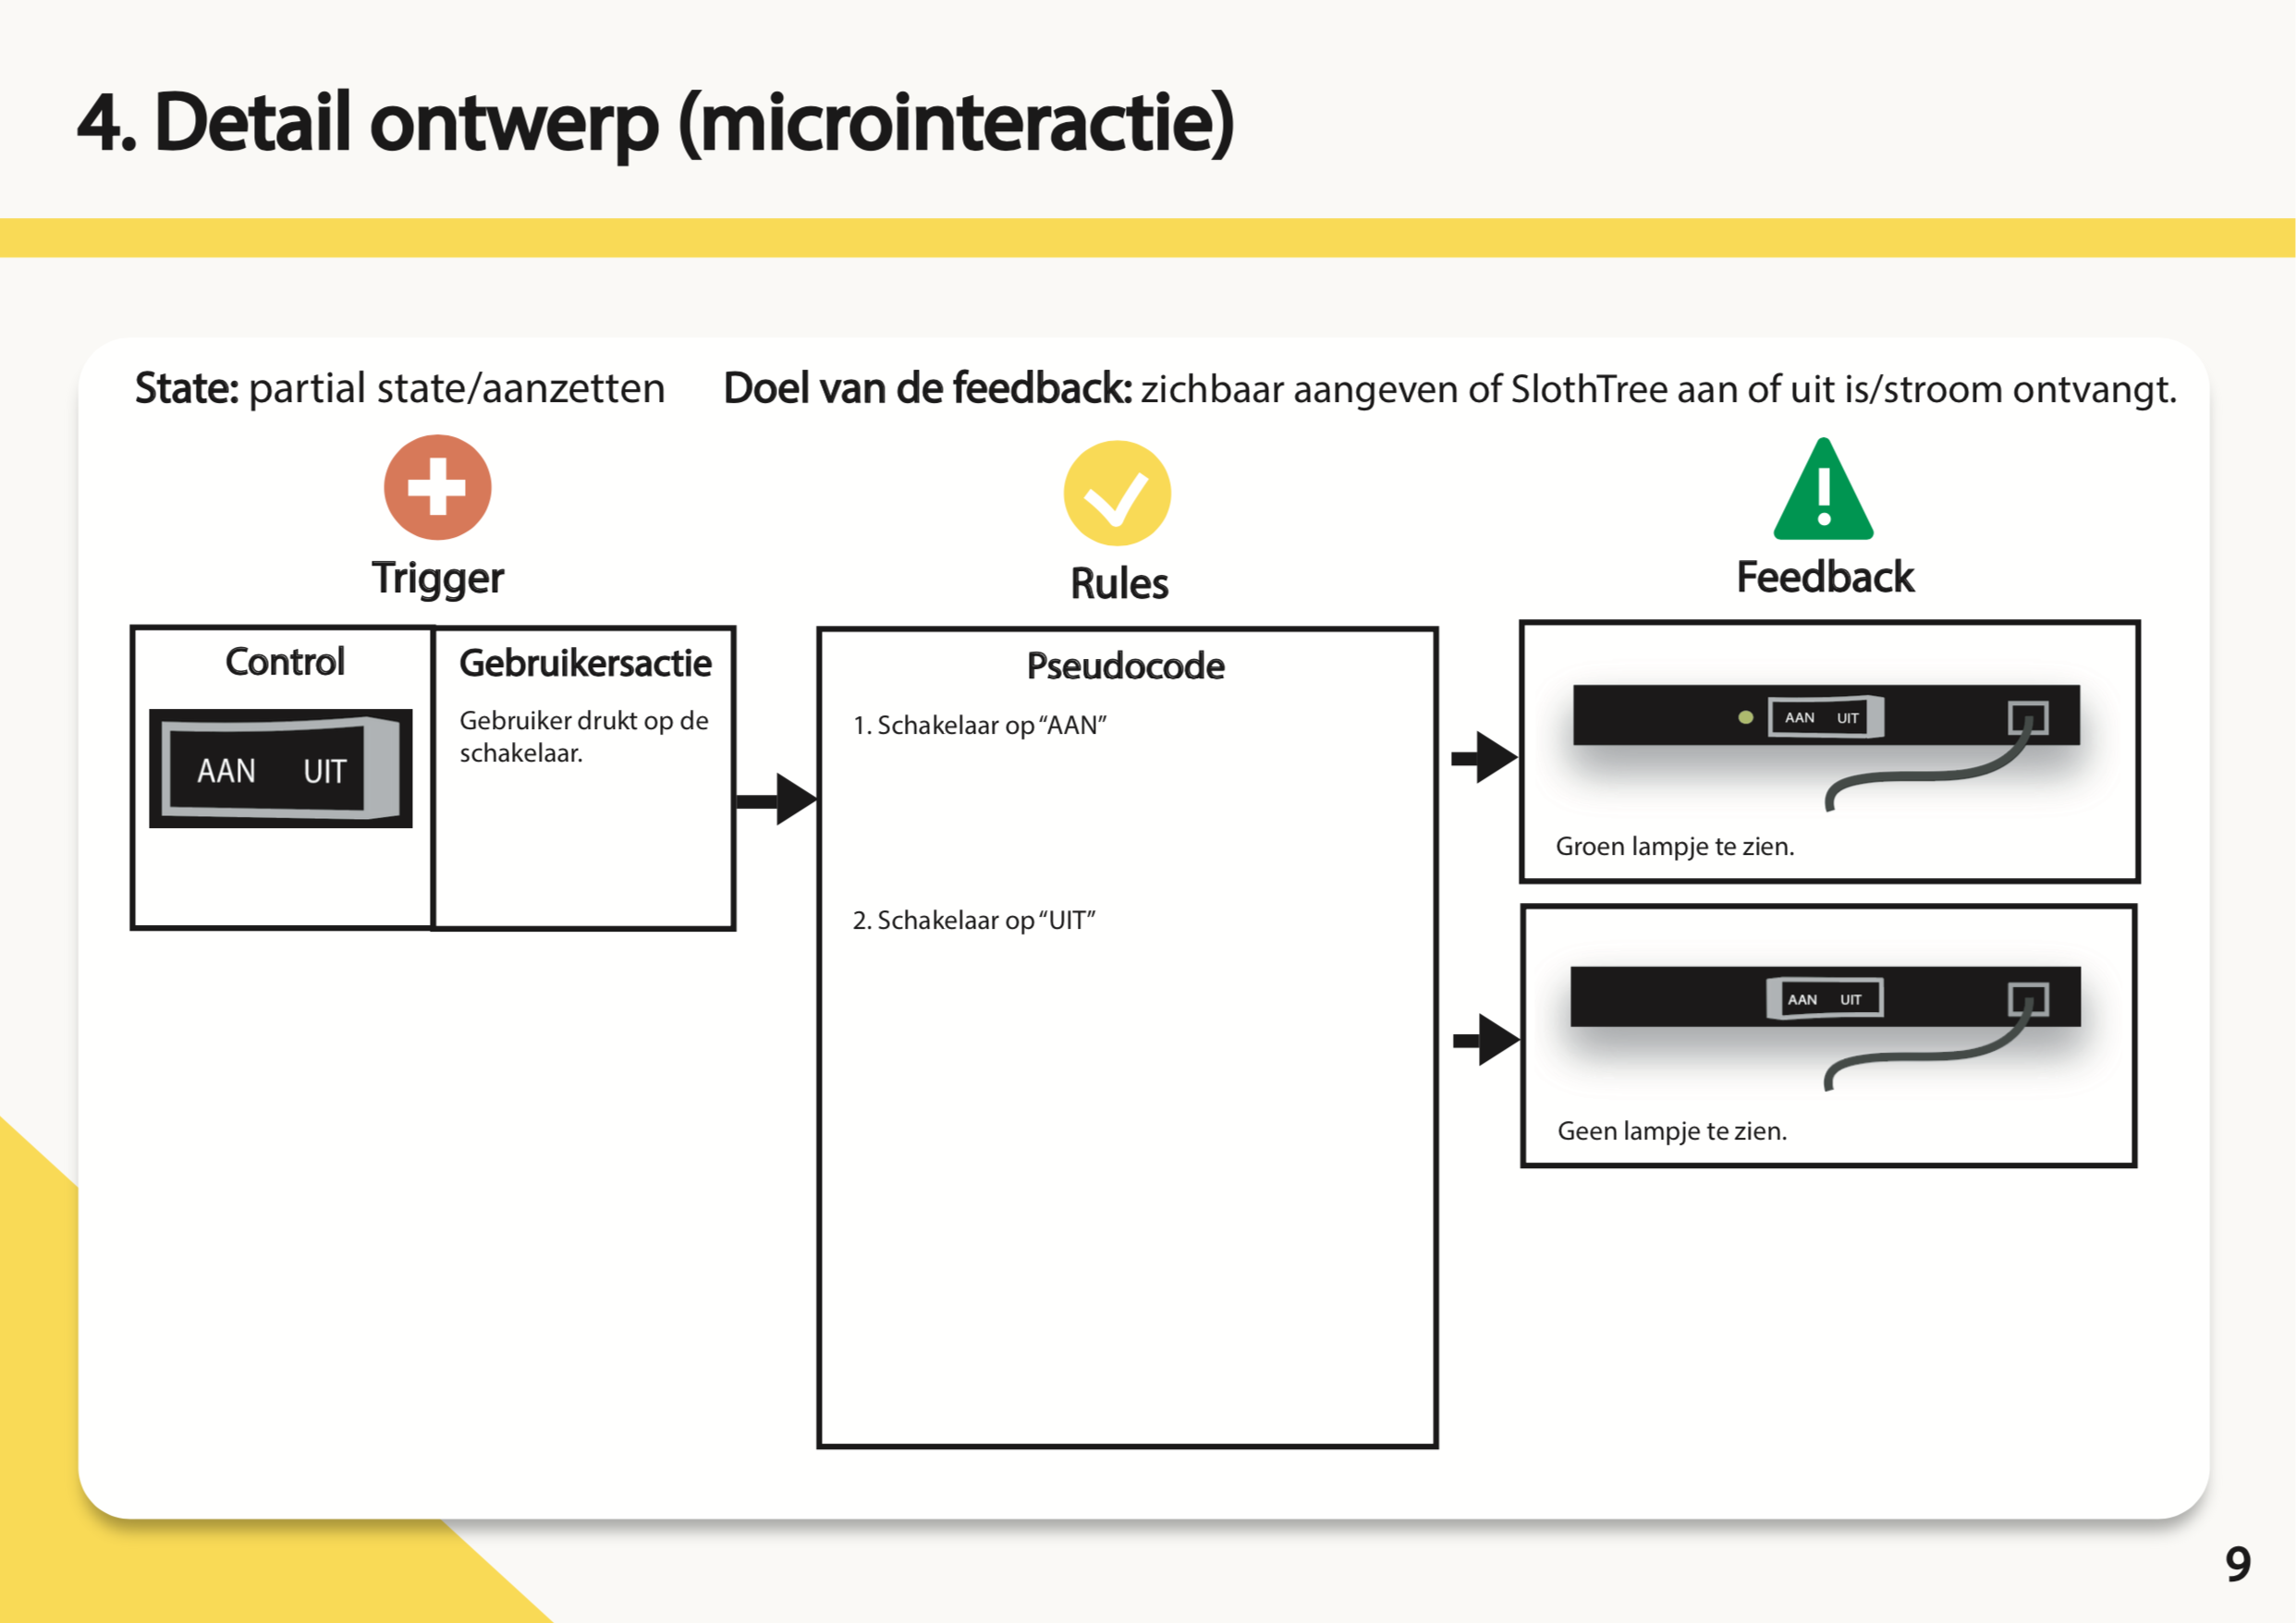 4. Detail ontwerp (microinteractie)
State: partial state/aanzetten
Doel van de feedback: zichbaar aangeven of SlothTree aan of uit is/stroom ontvangt.
Trigger
Rules
Feedback
Control
Gebruikersactie
AAN UIT
Gebruiker drukt op de
schakelaar.
Pseudocode
1. Schakelaar op “AAN”
2. Schakelaar op “UIT”
AAN UIT
Groen lampje te zien.
AAN UIT
Geen lampje te zien.
9